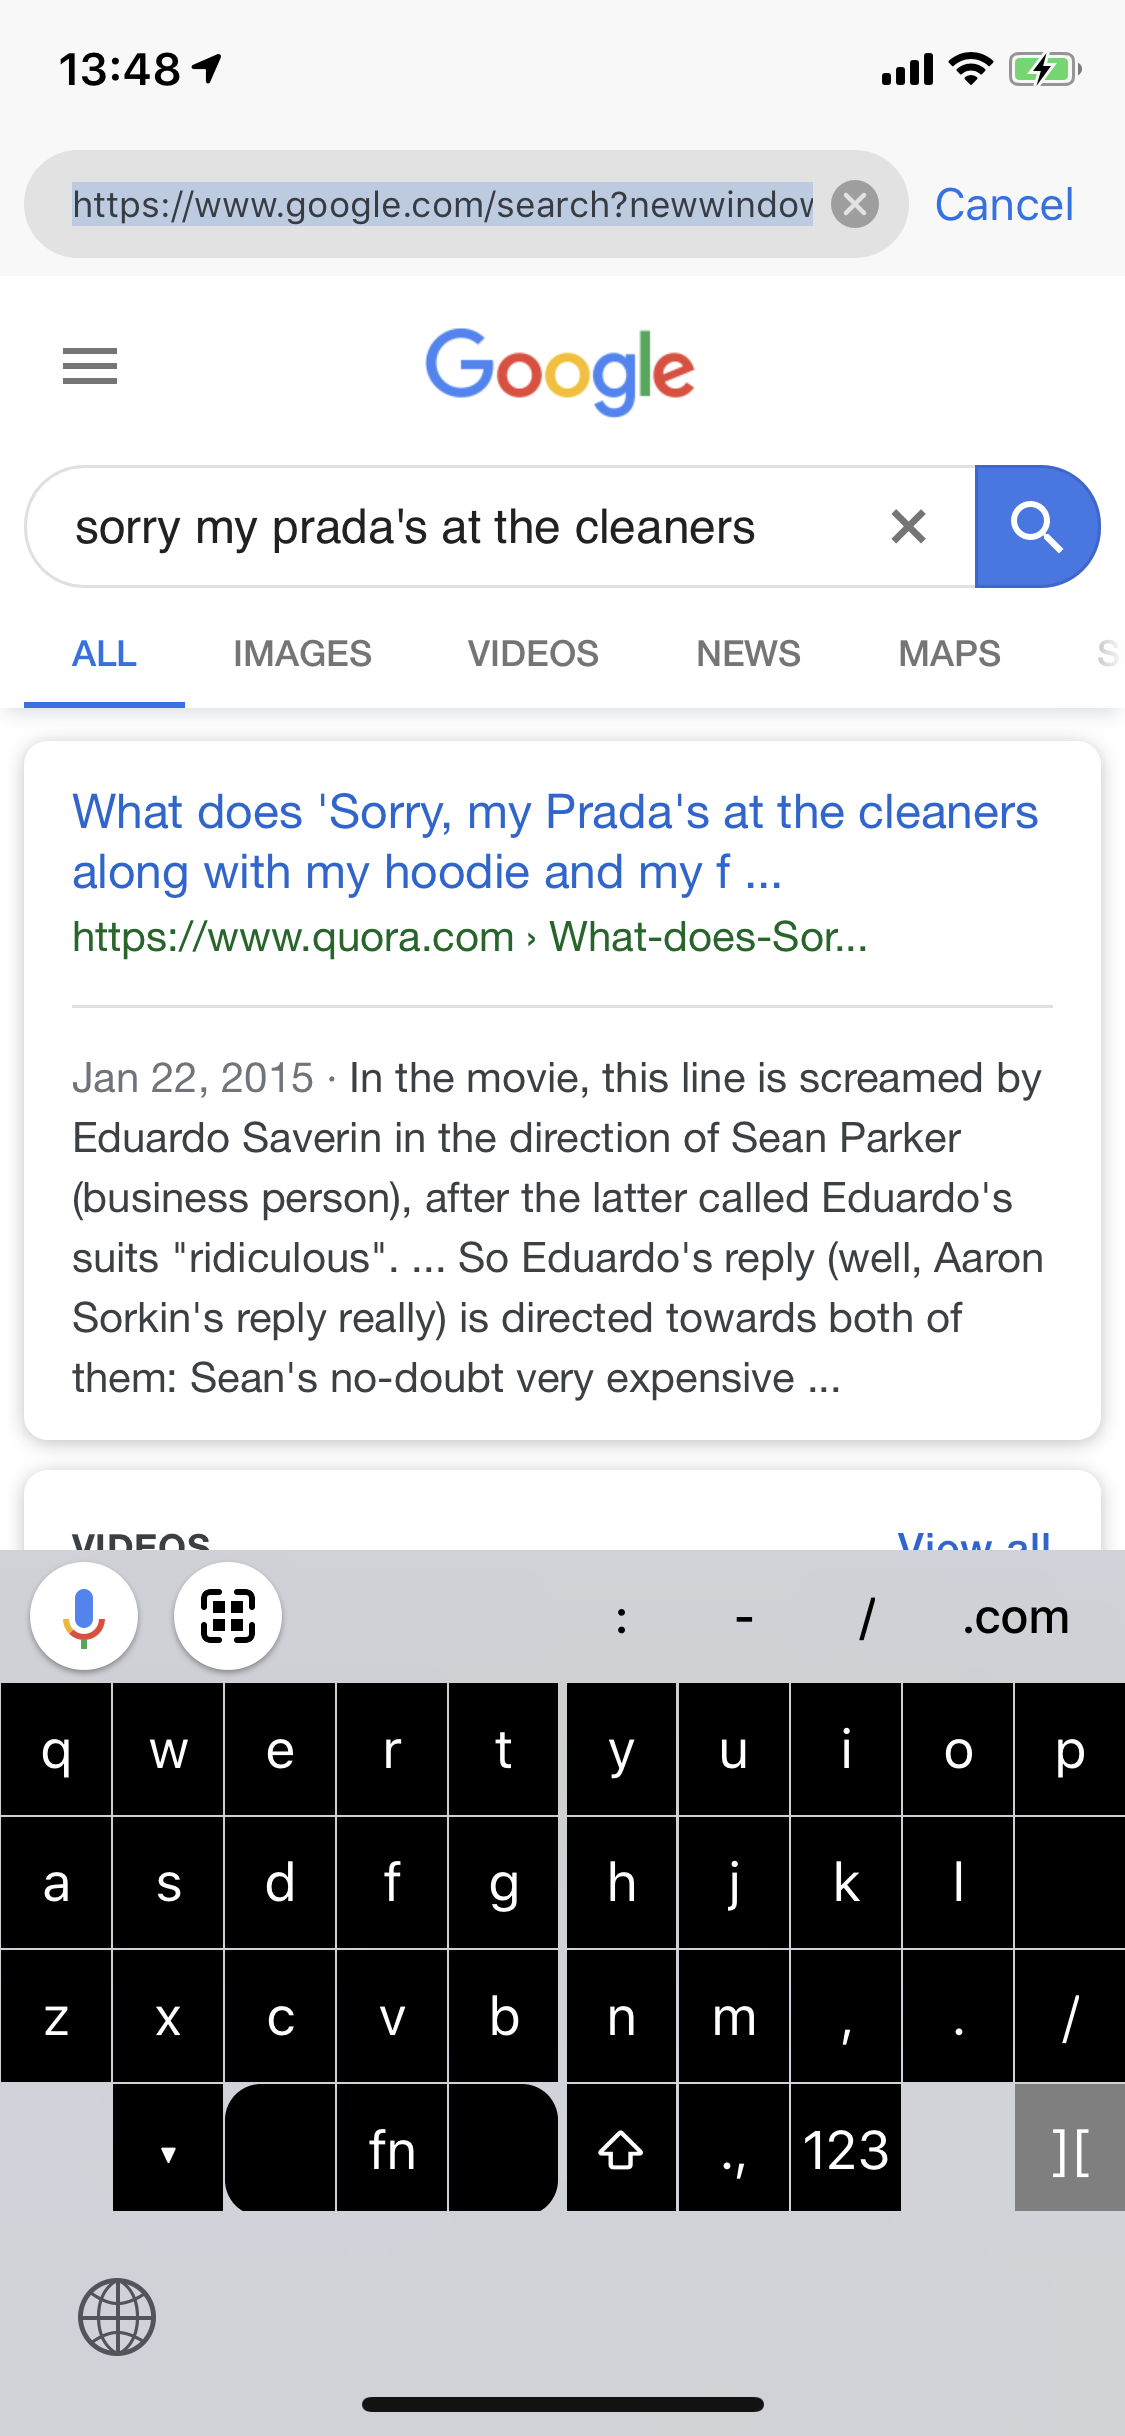 13:48
https://www.google.com/search?newwindow
Cancel
Google
sorry my prada's at the cleaners
ALL IMAGES VIDEOS NEWS MAPS S
What does 'Sorry, my Prada's at the cleaners
along with my hoodie and my f ...
https://www.quora.com › What-does-Sor...
Jan 22, 2015 · In the movie, this line is screamed by
Eduardo Saverin in the direction of Sean Parker
(business person), after the latter called Eduardo's
suits "ridiculous". ... So Eduardo's reply (well, Aaron
Sorkin's reply really) is directed towards both of
them: Sean's no-doubt very expensive ...
VIDEOS View all
: - / .com
q w e r t y u i o p
a s d f g h j k l
z x c v b n m , . /
fn ., 123 ][